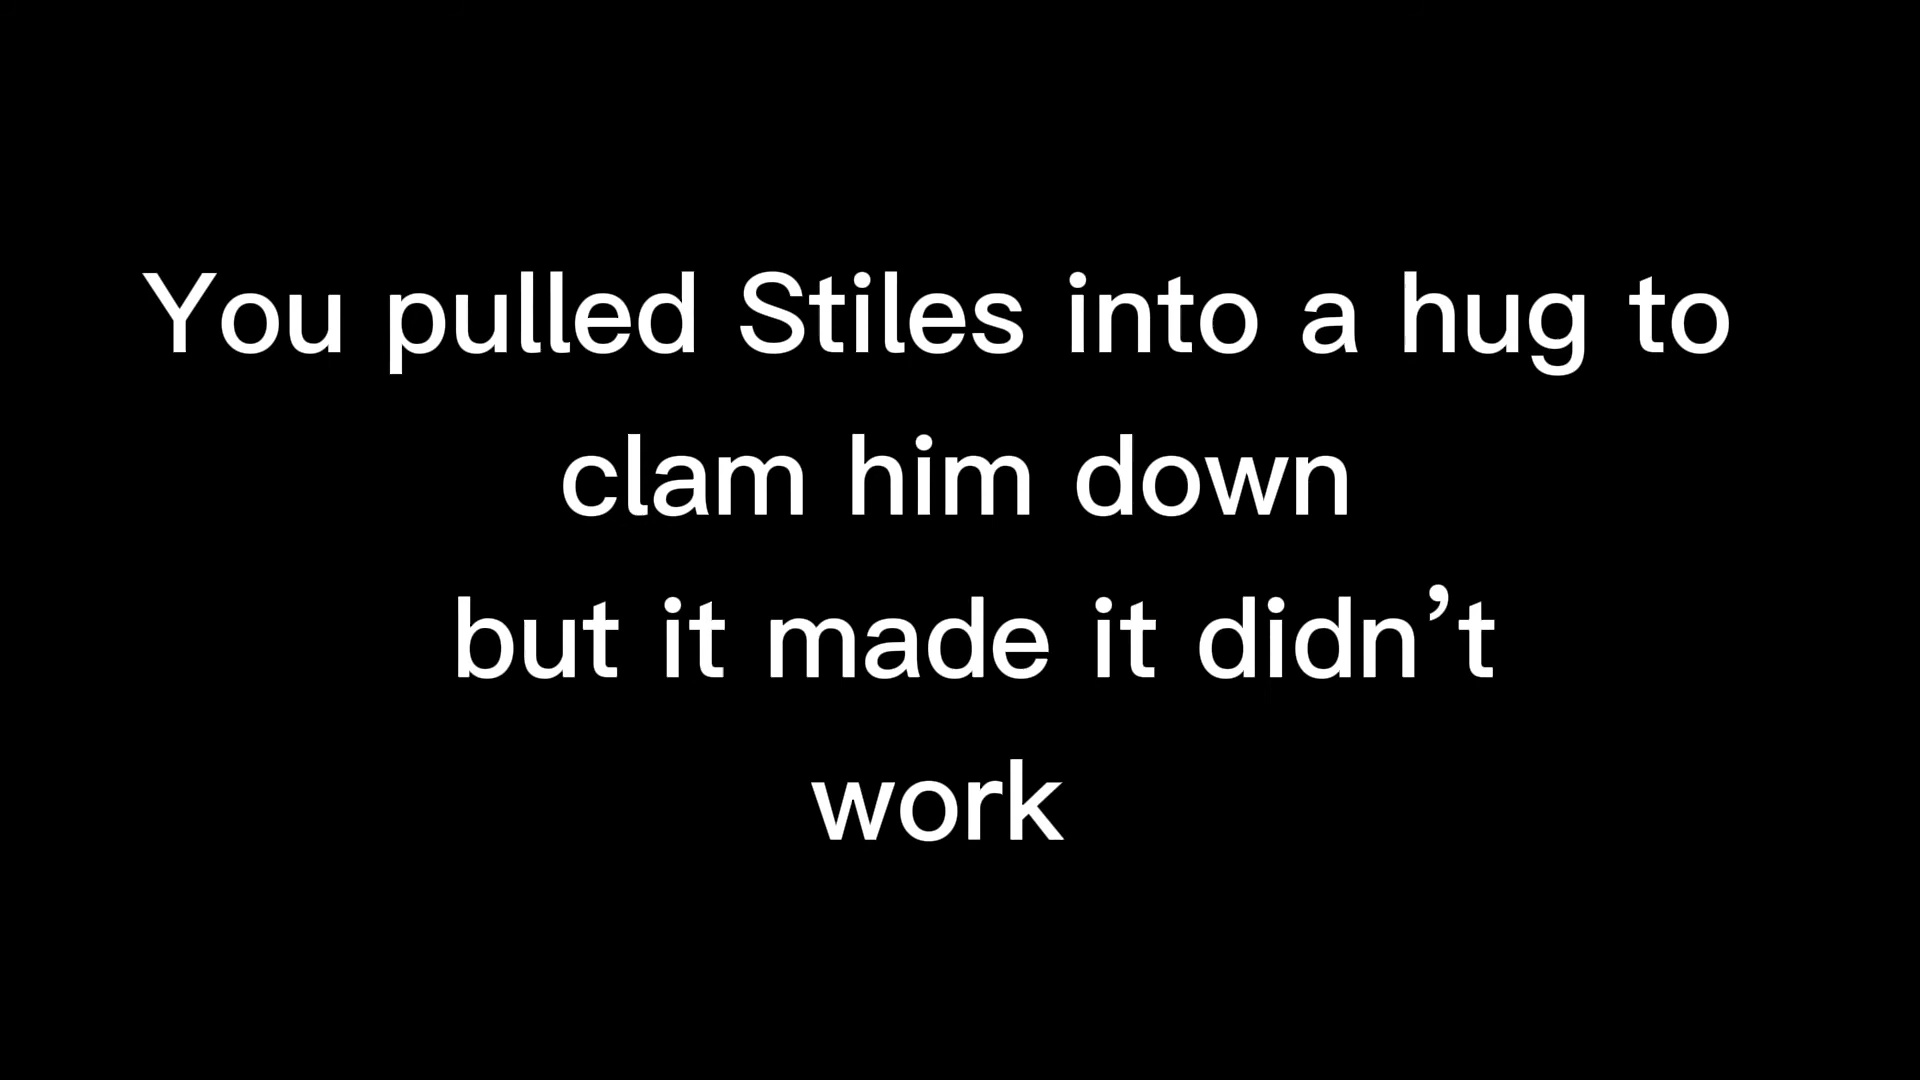 You pulled Stiles into a hug to
clam him down
but it made it didn’t
work